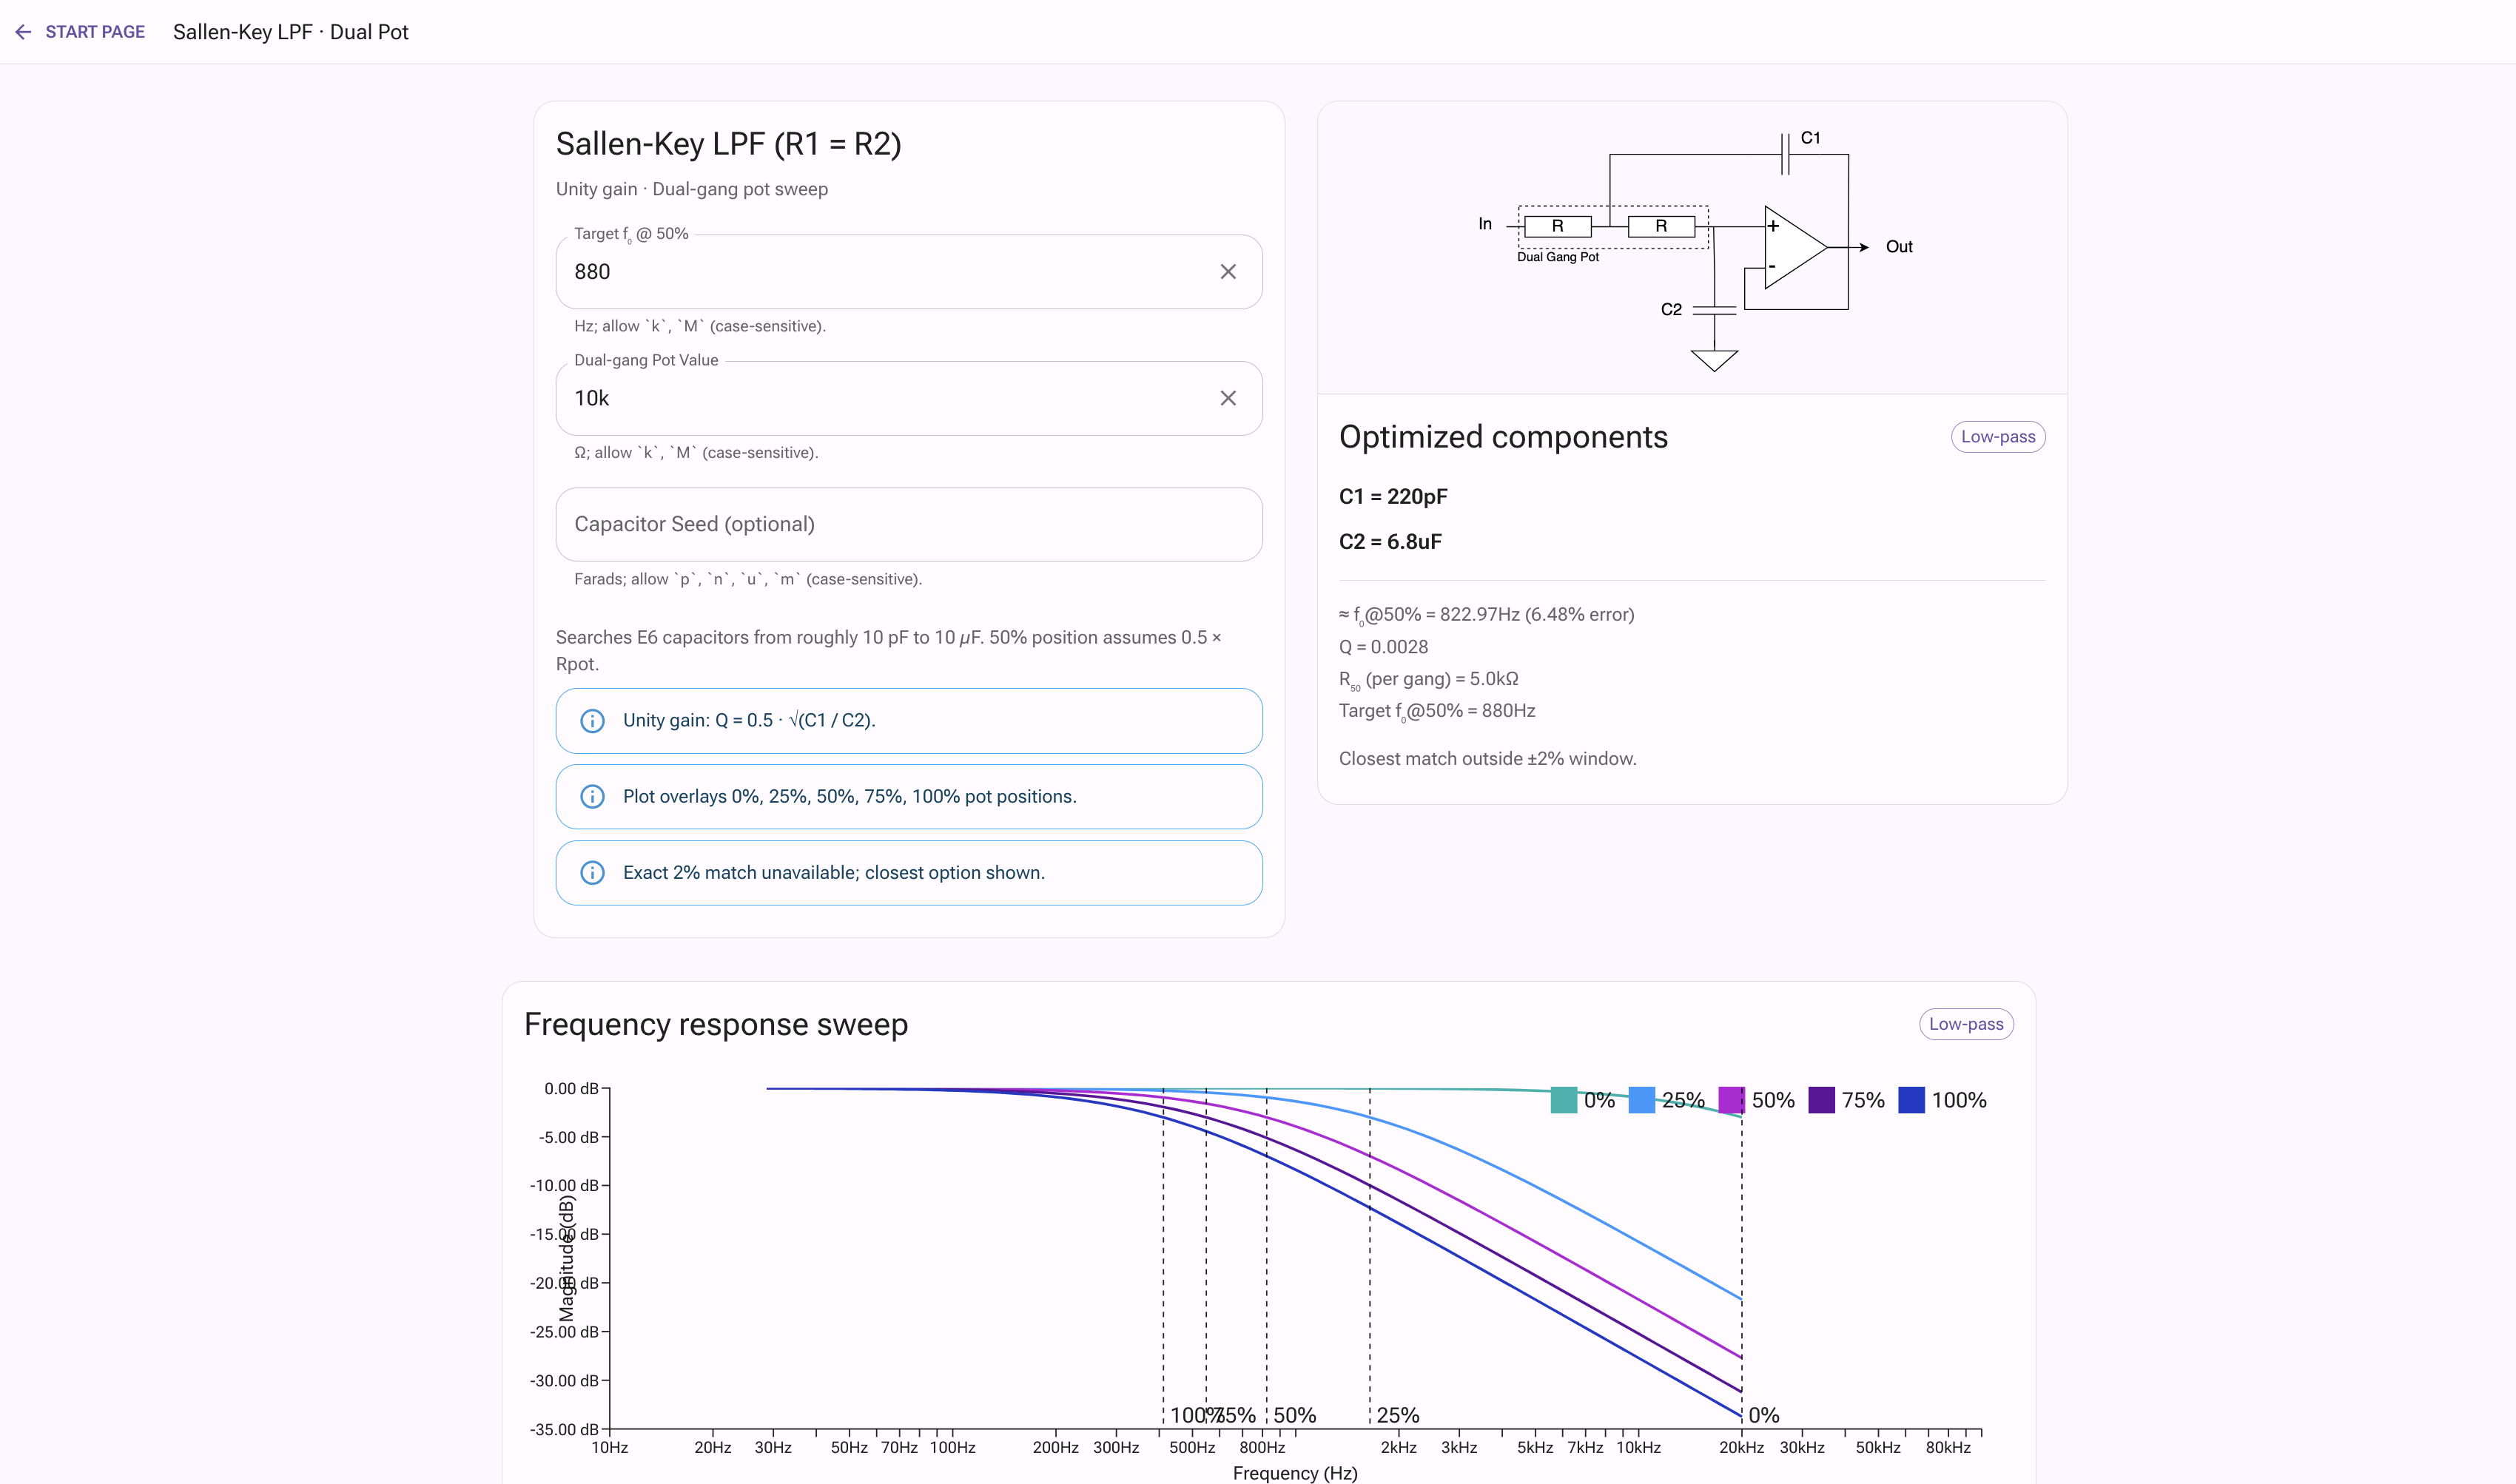 START PAGE Sallen-Key LPF · Dual Pot
Sallen-Key LPF (R1 = R2)
Unity gain · Dual-gang pot sweep
Target f₀ @ 50%
880
Hz; allow `k`, `M` (case-sensitive).
Dual-gang Pot Value
10k
Ω; allow `k`, `M` (case-sensitive).
Capacitor Seed (optional)
Farads; allow `p`, `n`, `u`, `m` (case-sensitive).
Searches E6 capacitors from roughly 10 pF to 10 µF. 50% position assumes 0.5 ×
Rpot.
Unity gain: Q = 0.5 · √(C1 / C2).
Plot overlays 0%, 25%, 50%, 75%, 100% pot positions.
Exact 2% match unavailable; closest option shown.
C1
In
R
R
+
-
Out
Dual Gang Pot
C2
Optimized components
Low-pass
C1 = 220pF
C2 = 6.8uF
≈ f₀@50% = 822.97Hz (6.48% error)
Q = 0.0028
R₅₀ (per gang) = 5.0kΩ
Target f₀@50% = 880Hz
Closest match outside ±2% window.
Frequency response sweep
Low-pass
0% 25% 50% 75% 100%
0.00 dB
-5.00 dB
-10.00 dB
-15.00 dB
-20.00 dB
-25.00 dB
-30.00 dB
-35.00 dB
Magnitude (dB)
100% 75% 50% 25% 0%
10Hz 20Hz 30Hz 50Hz 70Hz 100Hz 200Hz 300Hz 500Hz 800Hz 2kHz 3kHz 5kHz 7kHz 10kHz 20kHz 30kHz 50kHz 80kHz
Frequency (Hz)